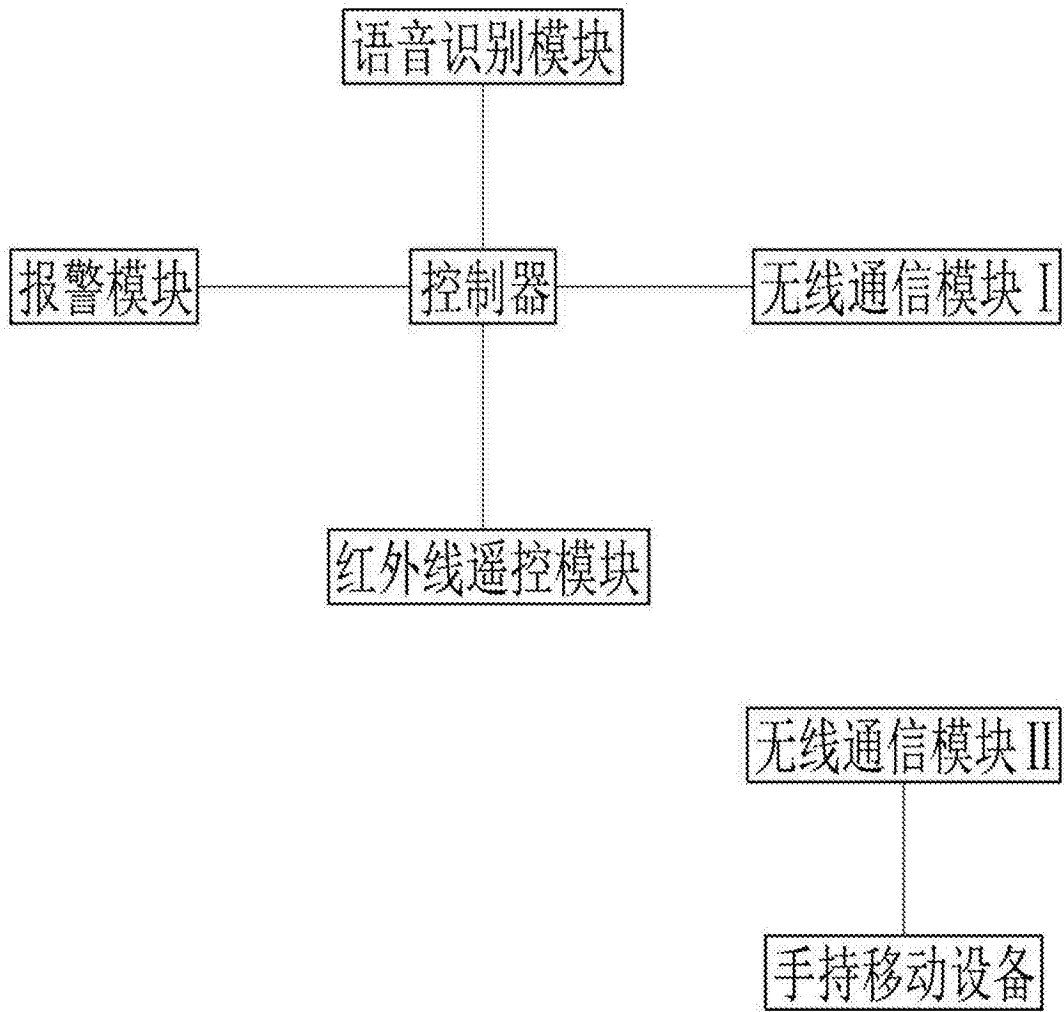 语音识别模块
报警模块
控制器
无线通信模块Ⅰ
红外线遥控模块
无线通信模块Ⅱ
手持移动设备